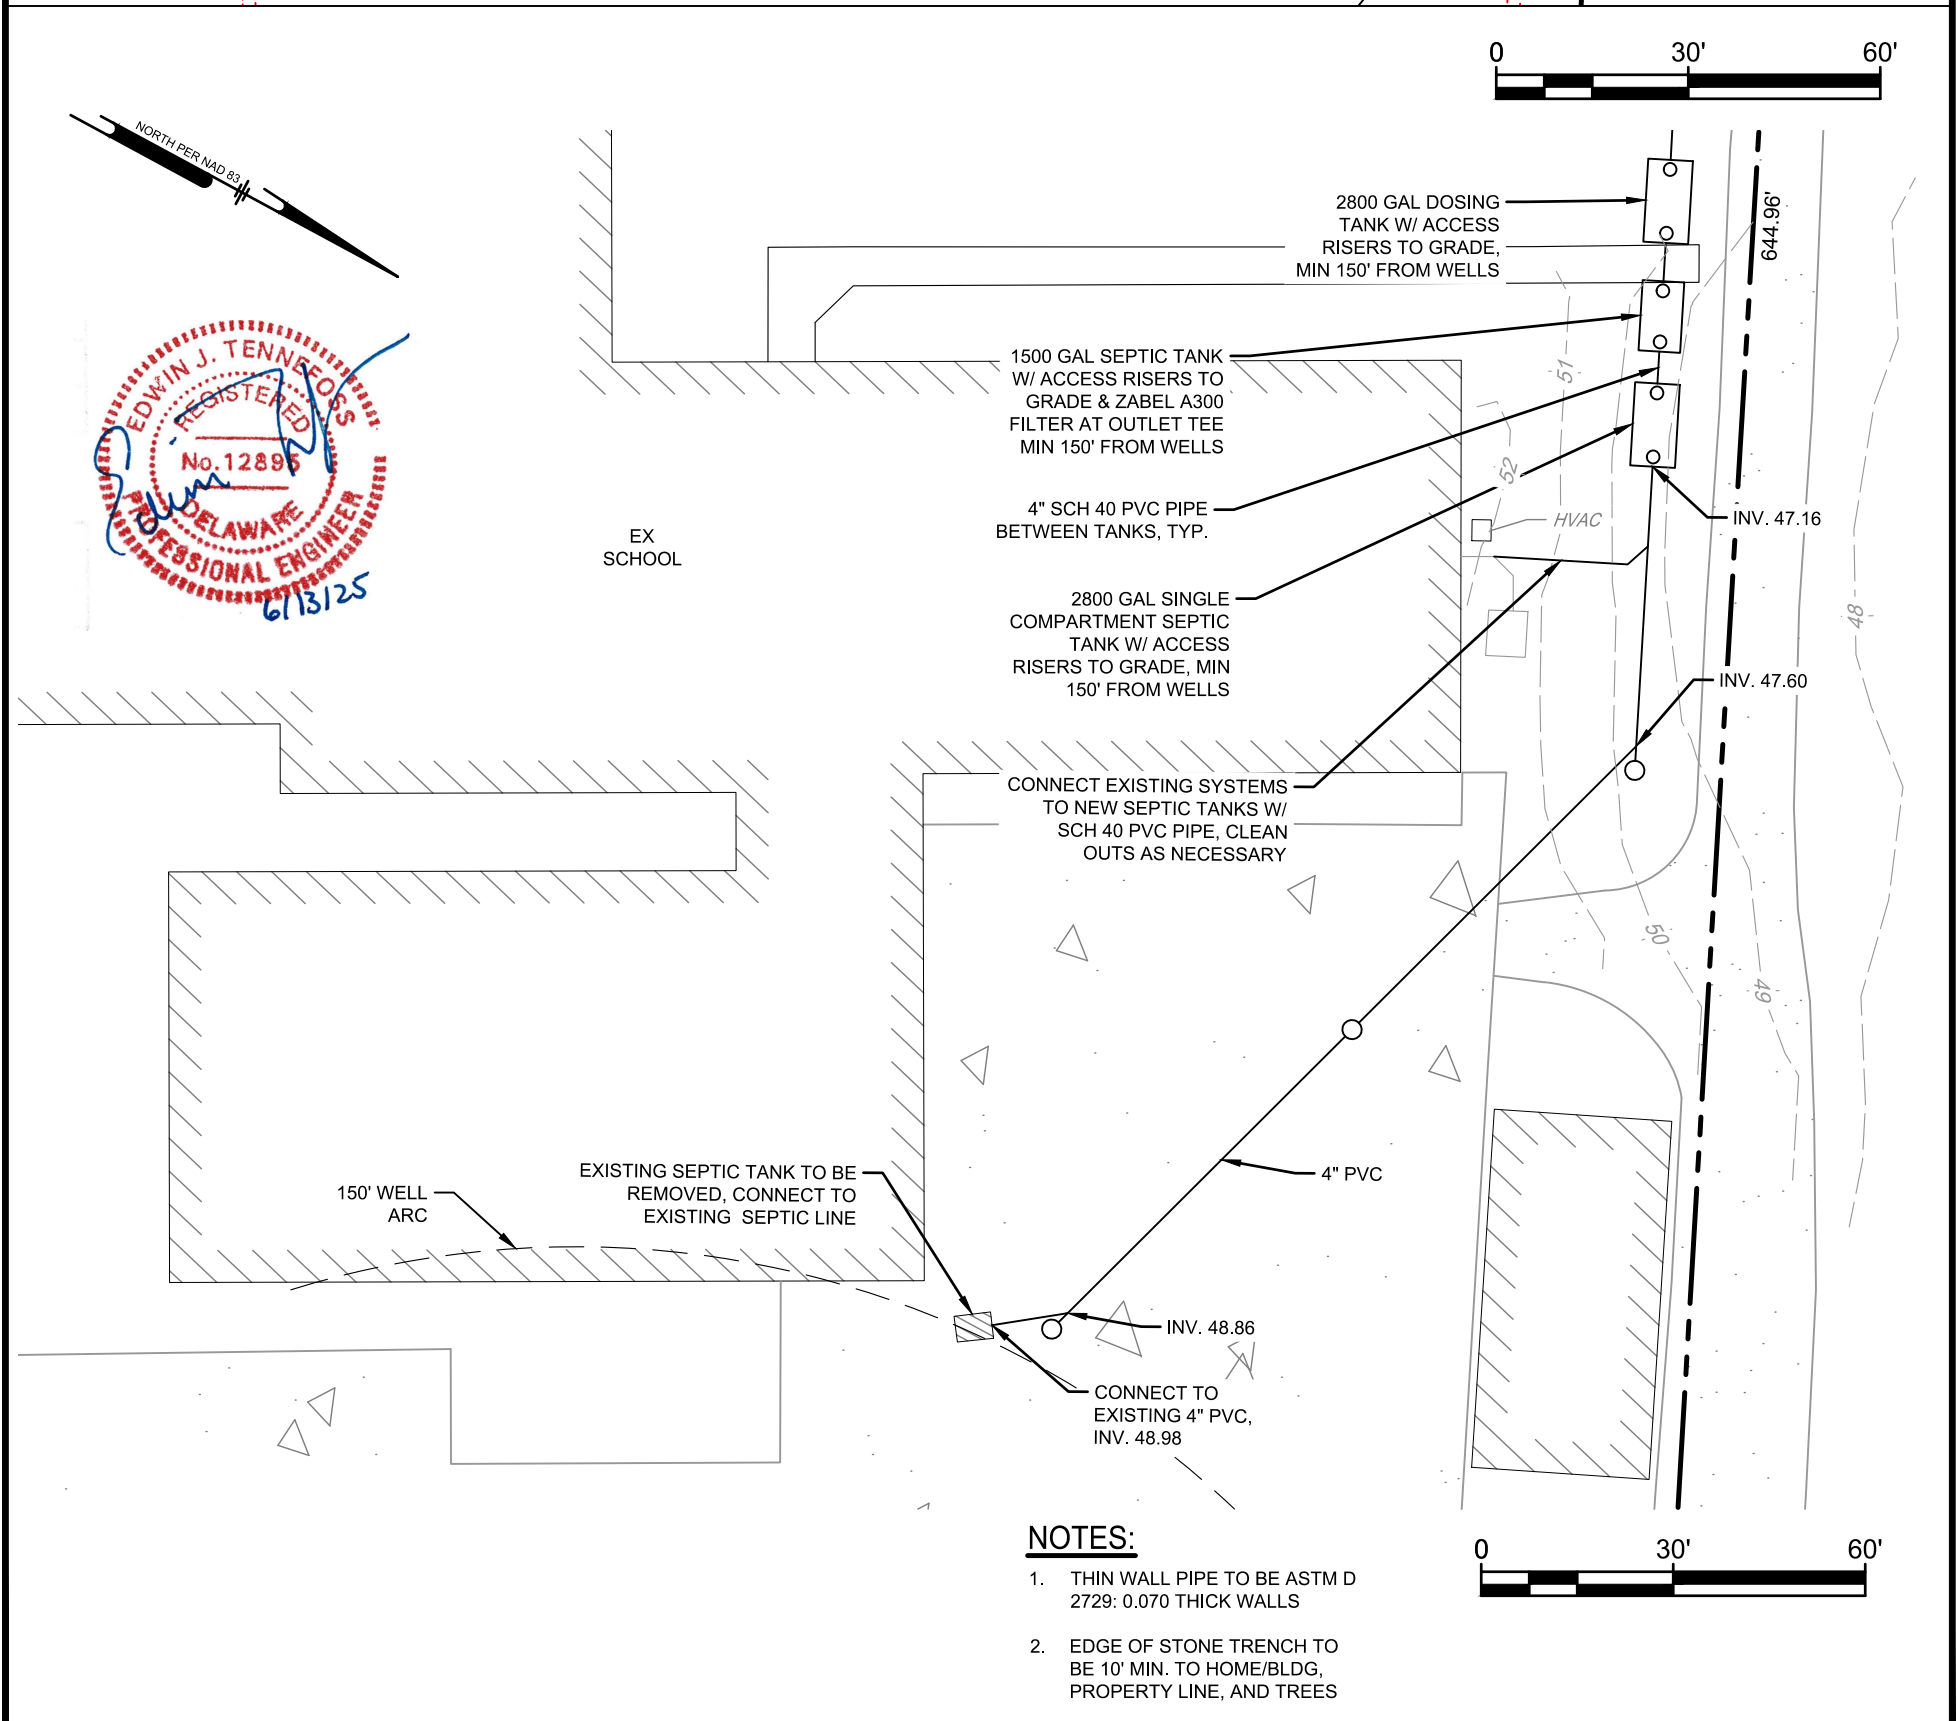 0 30' 60'
NORTH PER NAD 83
2800 GAL DOSING
TANK W/ ACCESS
RISERS TO GRADE,
MIN 150' FROM WELLS
644.96'
EDWIN J. TENNEFOSS
REGISTERED
No.12895
DELAWARE
PROFESSIONAL ENGINEER
6/13/25
1500 GAL SEPTIC TANK
W/ ACCESS RISERS TO
GRADE & ZABEL A300
FILTER AT OUTLET TEE
MIN 150' FROM WELLS
51
52
4" SCH 40 PVC PIPE
BETWEEN TANKS, TYP.
HVAC
INV. 47.16
EX
SCHOOL
2800 GAL SINGLE
COMPARTMENT SEPTIC
TANK W/ ACCESS
RISERS TO GRADE, MIN
150' FROM WELLS
48
INV. 47.60
CONNECT EXISTING SYSTEMS
TO NEW SEPTIC TANKS W/
SCH 40 PVC PIPE, CLEAN
OUTS AS NECESSARY
50
49
EXISTING SEPTIC TANK TO BE
REMOVED, CONNECT TO
EXISTING SEPTIC LINE
150' WELL
ARC
4" PVC
INV. 48.86
CONNECT TO
EXISTING 4" PVC,
INV. 48.98
NOTES:
1. THIN WALL PIPE TO BE ASTM D
2729: 0.070 THICK WALLS
2. EDGE OF STONE TRENCH TO
BE 10' MIN. TO HOME/BLDG,
PROPERTY LINE, AND TREES
0 30' 60'